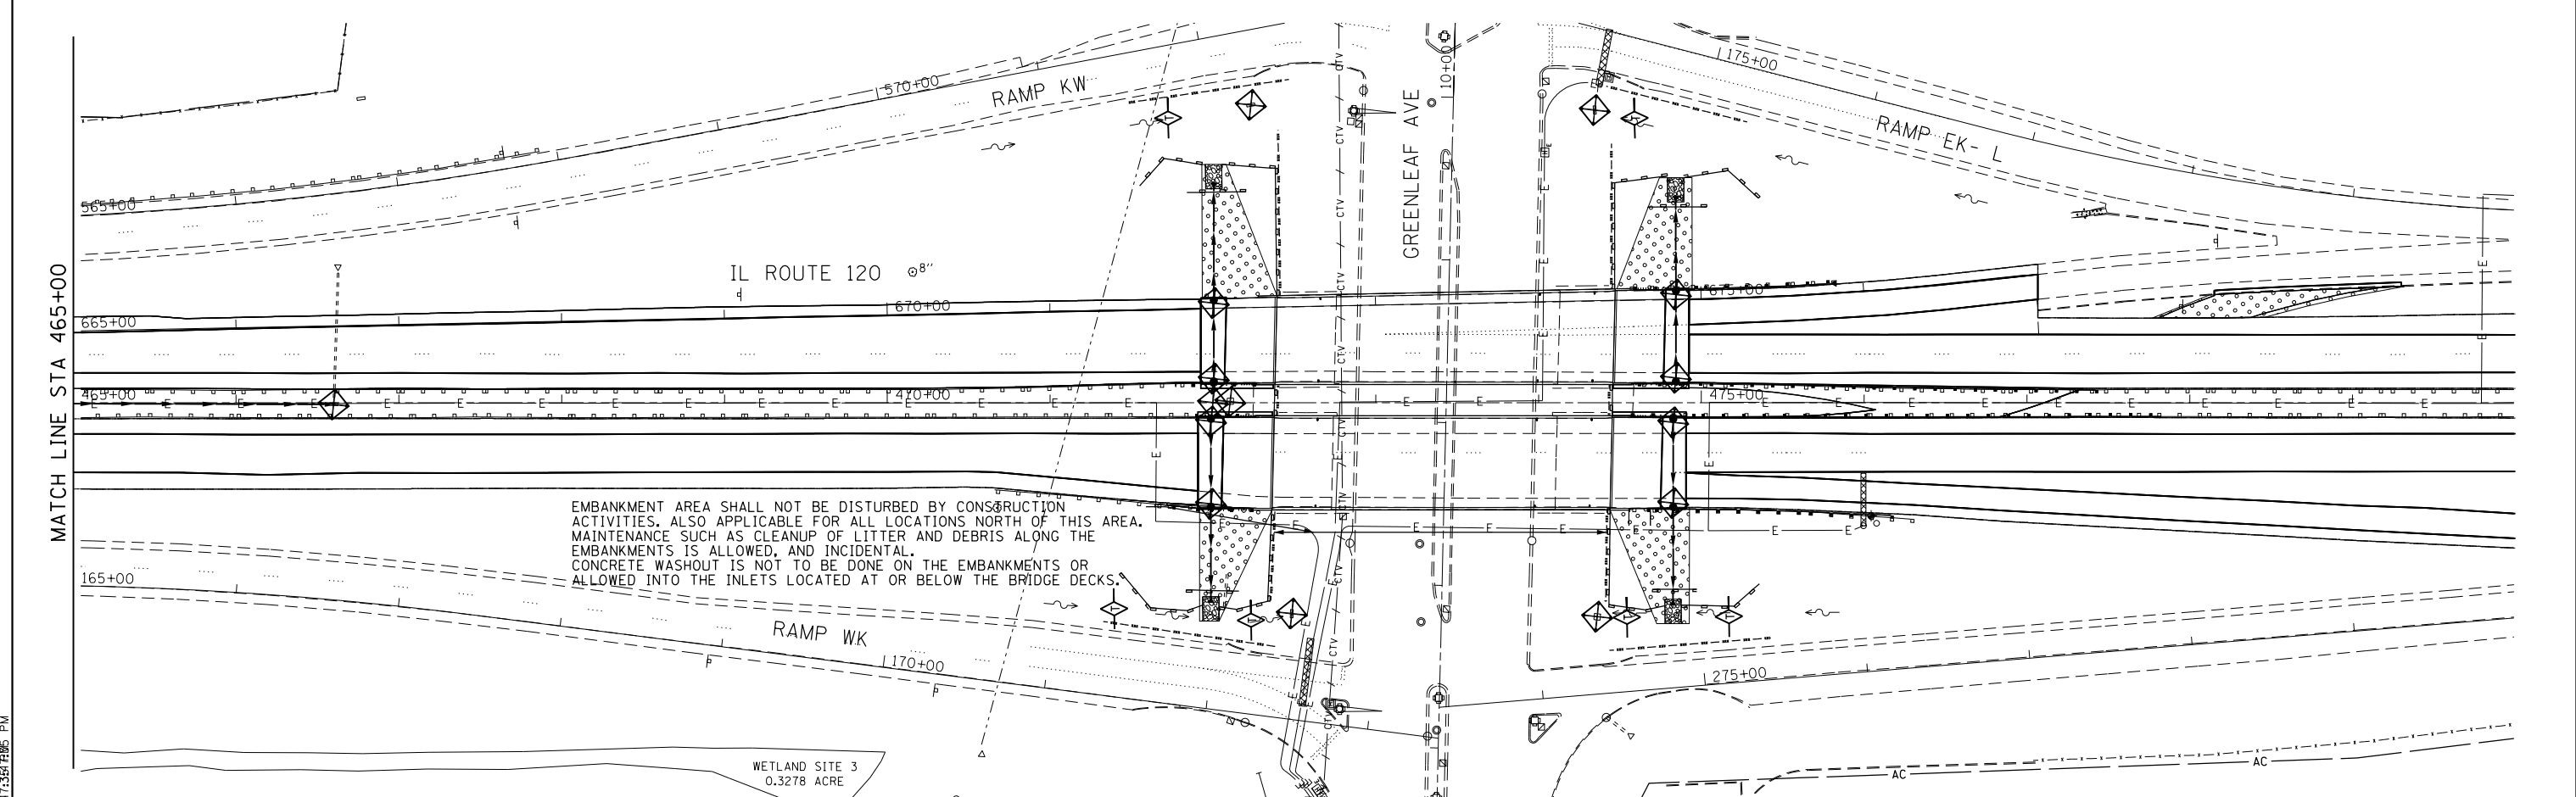 MATCH LINE STA 465+00
570+00
RAMP KW
565+00
IL ROUTE 120
8"
670+00
665+00
465+00
470+00
GREENLEAF AVE
10+00
CTV
175+00
RAMP EK- L
675+00
475+00
E
EMBANKMENT AREA SHALL NOT BE DISTURBED BY CONSTRUCTION
ACTIVITIES. ALSO APPLICABLE FOR ALL LOCATIONS NORTH OF THIS AREA.
MAINTENANCE SUCH AS CLEANUP OF LITTER AND DEBRIS ALONG THE
EMBANKMENTS IS ALLOWED, AND INCIDENTAL.
CONCRETE WASHOUT IS NOT TO BE DONE ON THE EMBANKMENTS OR
ALLOWED INTO THE INLETS LOCATED AT OR BELOW THE BRIDGE DECKS.
165+00
RAMP WK
170+00
275+00
WETLAND SITE 3
0.3278 ACRE
AC
AC
PM